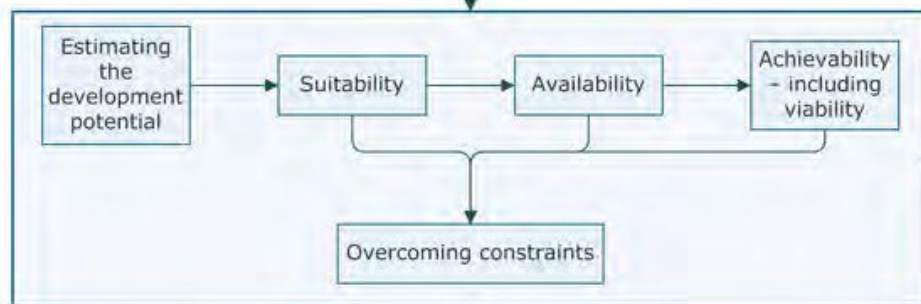 Estimating
the
development
potential
Suitability
Availability
Achievability
– including
viability
Overcoming constraints